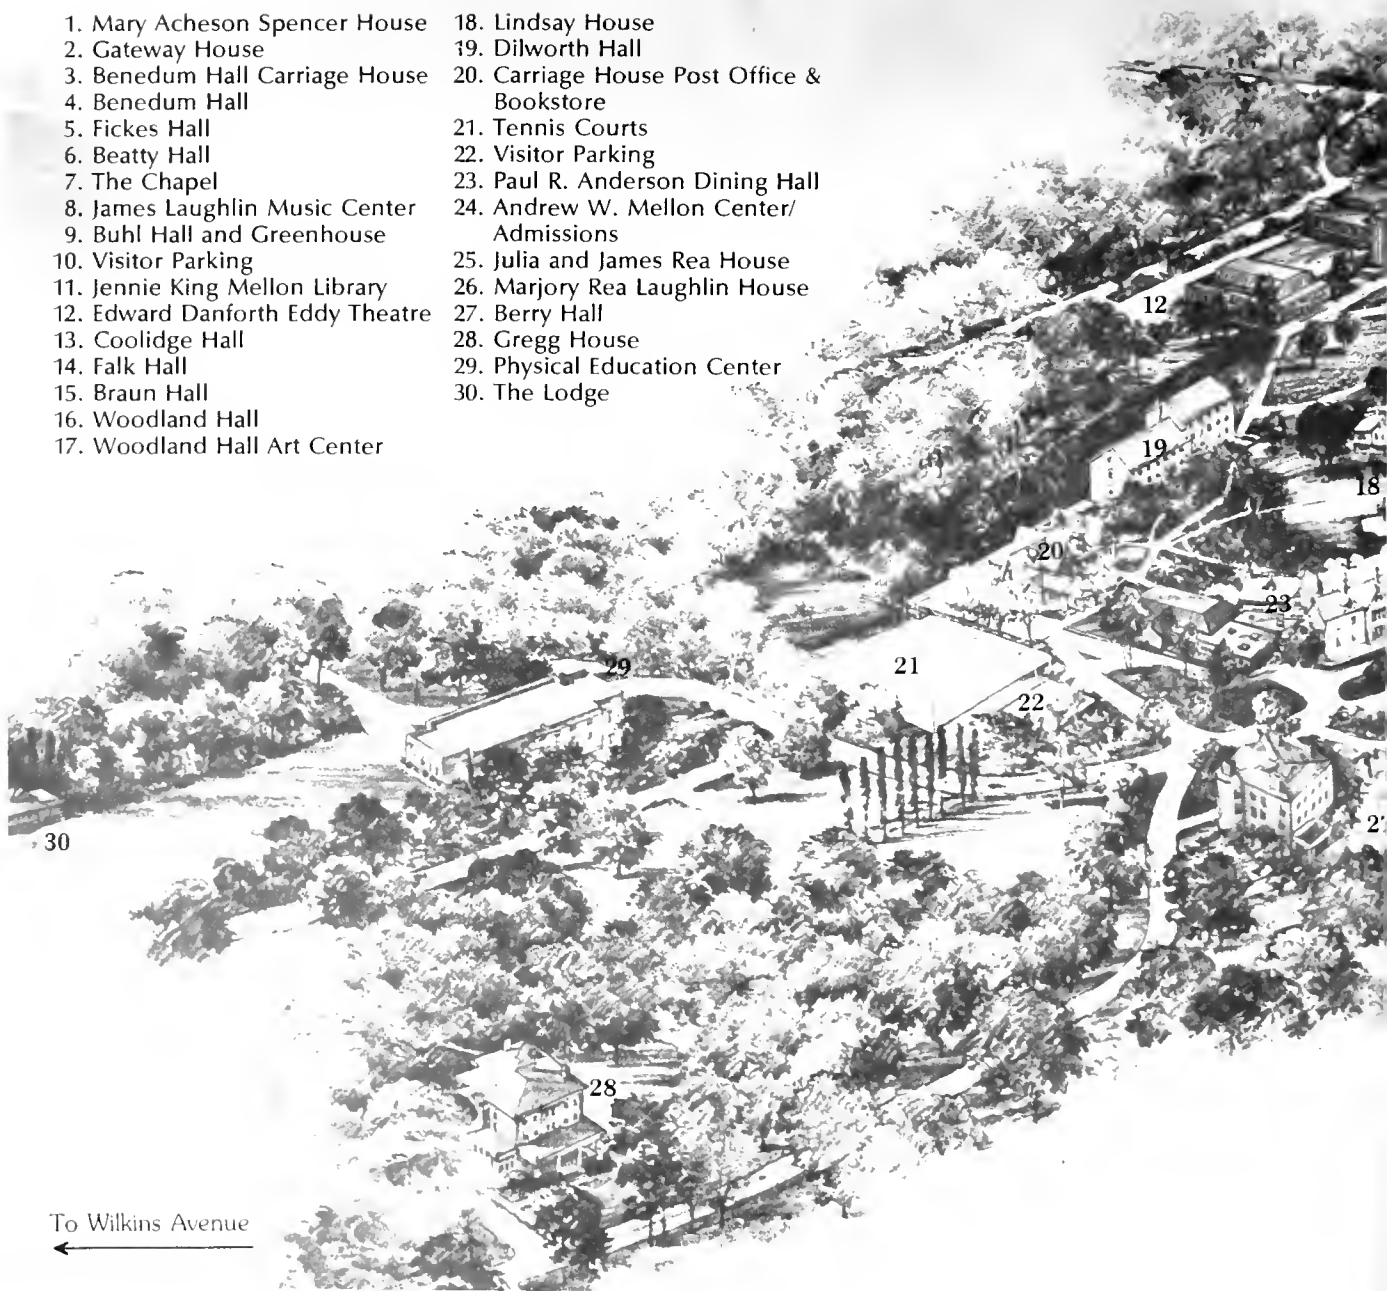 1. Mary Acheson Spencer House
2. Gateway House
3. Benedum Hall Carriage House
4. Benedum Hall
5. Fickes Hall
6. Beatty Hall
7. The Chapel
8. James Laughlin Music Center
9. Buhl Hall and Greenhouse
10. Visitor Parking
11. Jennie King Mellon Library
12. Edward Danforth Eddy Theatre
13. Coolidge Hall
14. Falk Hall
15. Braun Hall
16. Woodland Hall
17. Woodland Hall Art Center
18. Lindsay House
19. Dilworth Hall
20. Carriage House Post Office &
Bookstore
21. Tennis Courts
22. Visitor Parking
23. Paul R. Anderson Dining Hall
24. Andrew W. Mellon Center/
Admissions
25. Julia and James Rea House
26. Marjory Rea Laughlin House
27. Berry Hall
28. Gregg House
29. Physical Education Center
30. The Lodge
12
19
18
20
23
29
21
22
30
28
To Wilkins Avenue